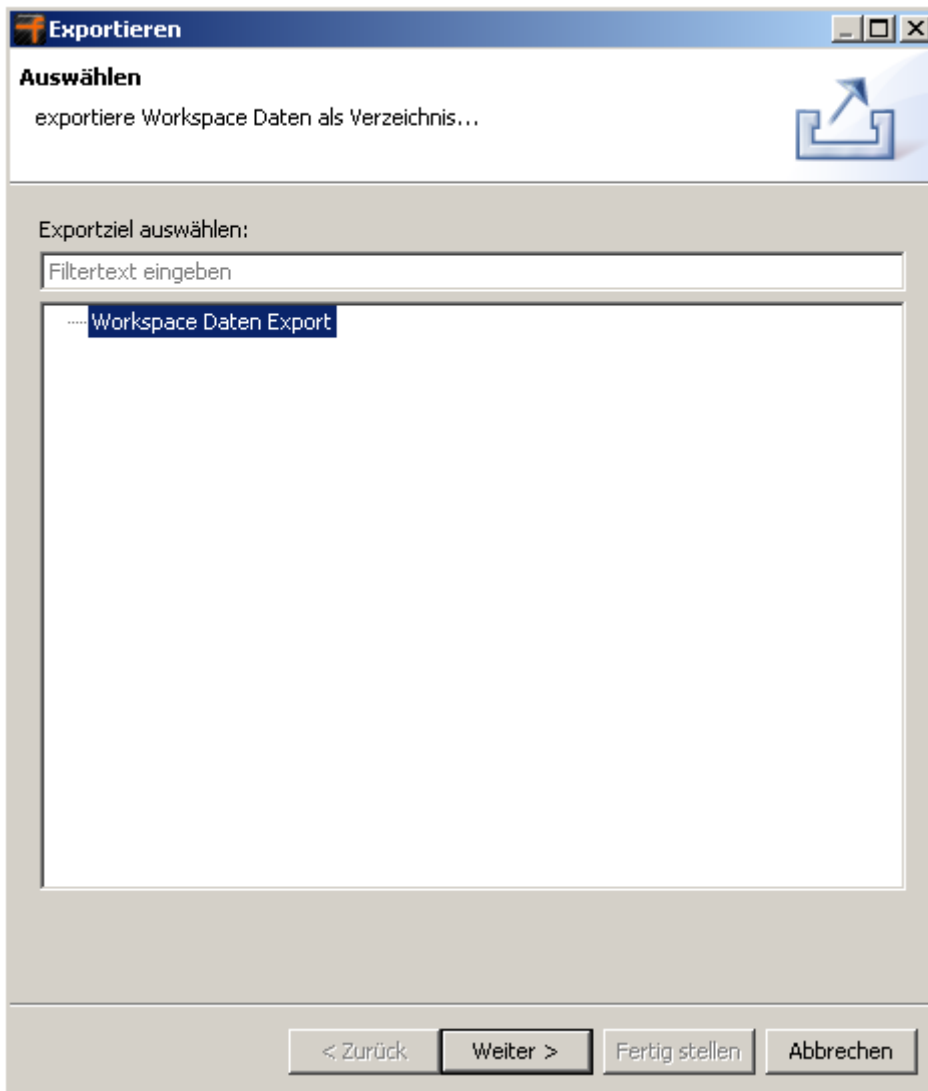 Exportieren
Auswählen
exportiere Workspace Daten als Verzeichnis...
Exportziel auswählen:
Filtertext eingeben
Workspace Daten Export
< Zurück Weiter > Fertig stellen Abbrechen